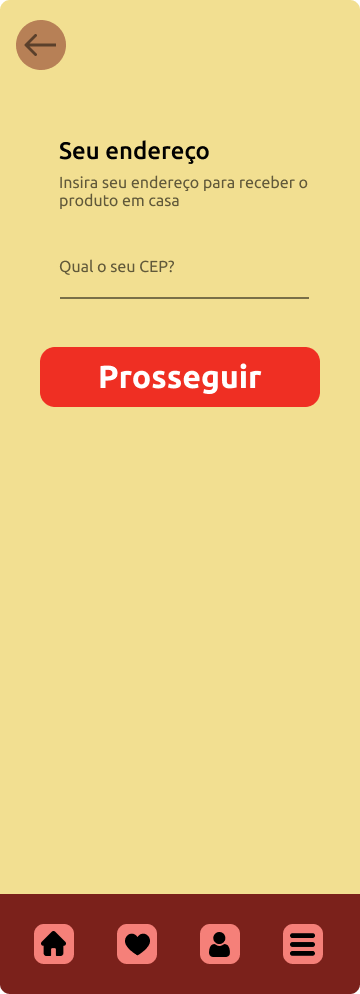 Seu endereço
Insira seu endereço para receber o
produto em casa
Qual o seu CEP?
Prosseguir